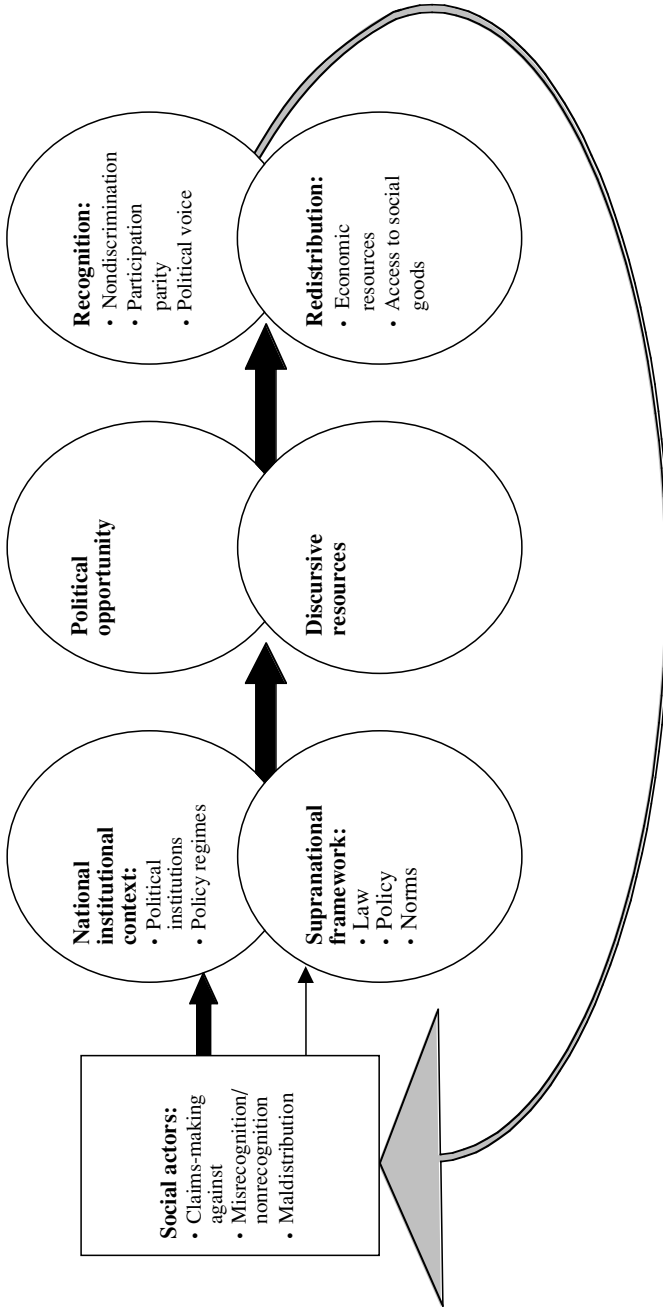 Social actors:
• Claims-making
against
• Misrecognition/
nonrecognition
• Maldistribution
National
institutional
context:
• Political
institutions
• Policy regimes
Supranational
framework:
• Law
• Policy
• Norms
Political
opportunity
Discursive
resources
Recognition:
• Nondiscrimination
• Participation
parity
• Political voice
Redistribution:
• Economic
resources
• Access to social
goods